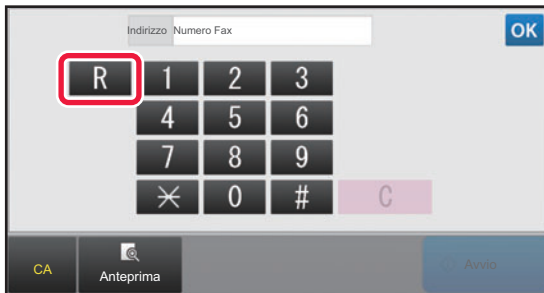 Indirizzo Numero Fax OK
R 1 2 3
4 5 6
7 8 9
* 0 # C
CA Anteprima Avvio